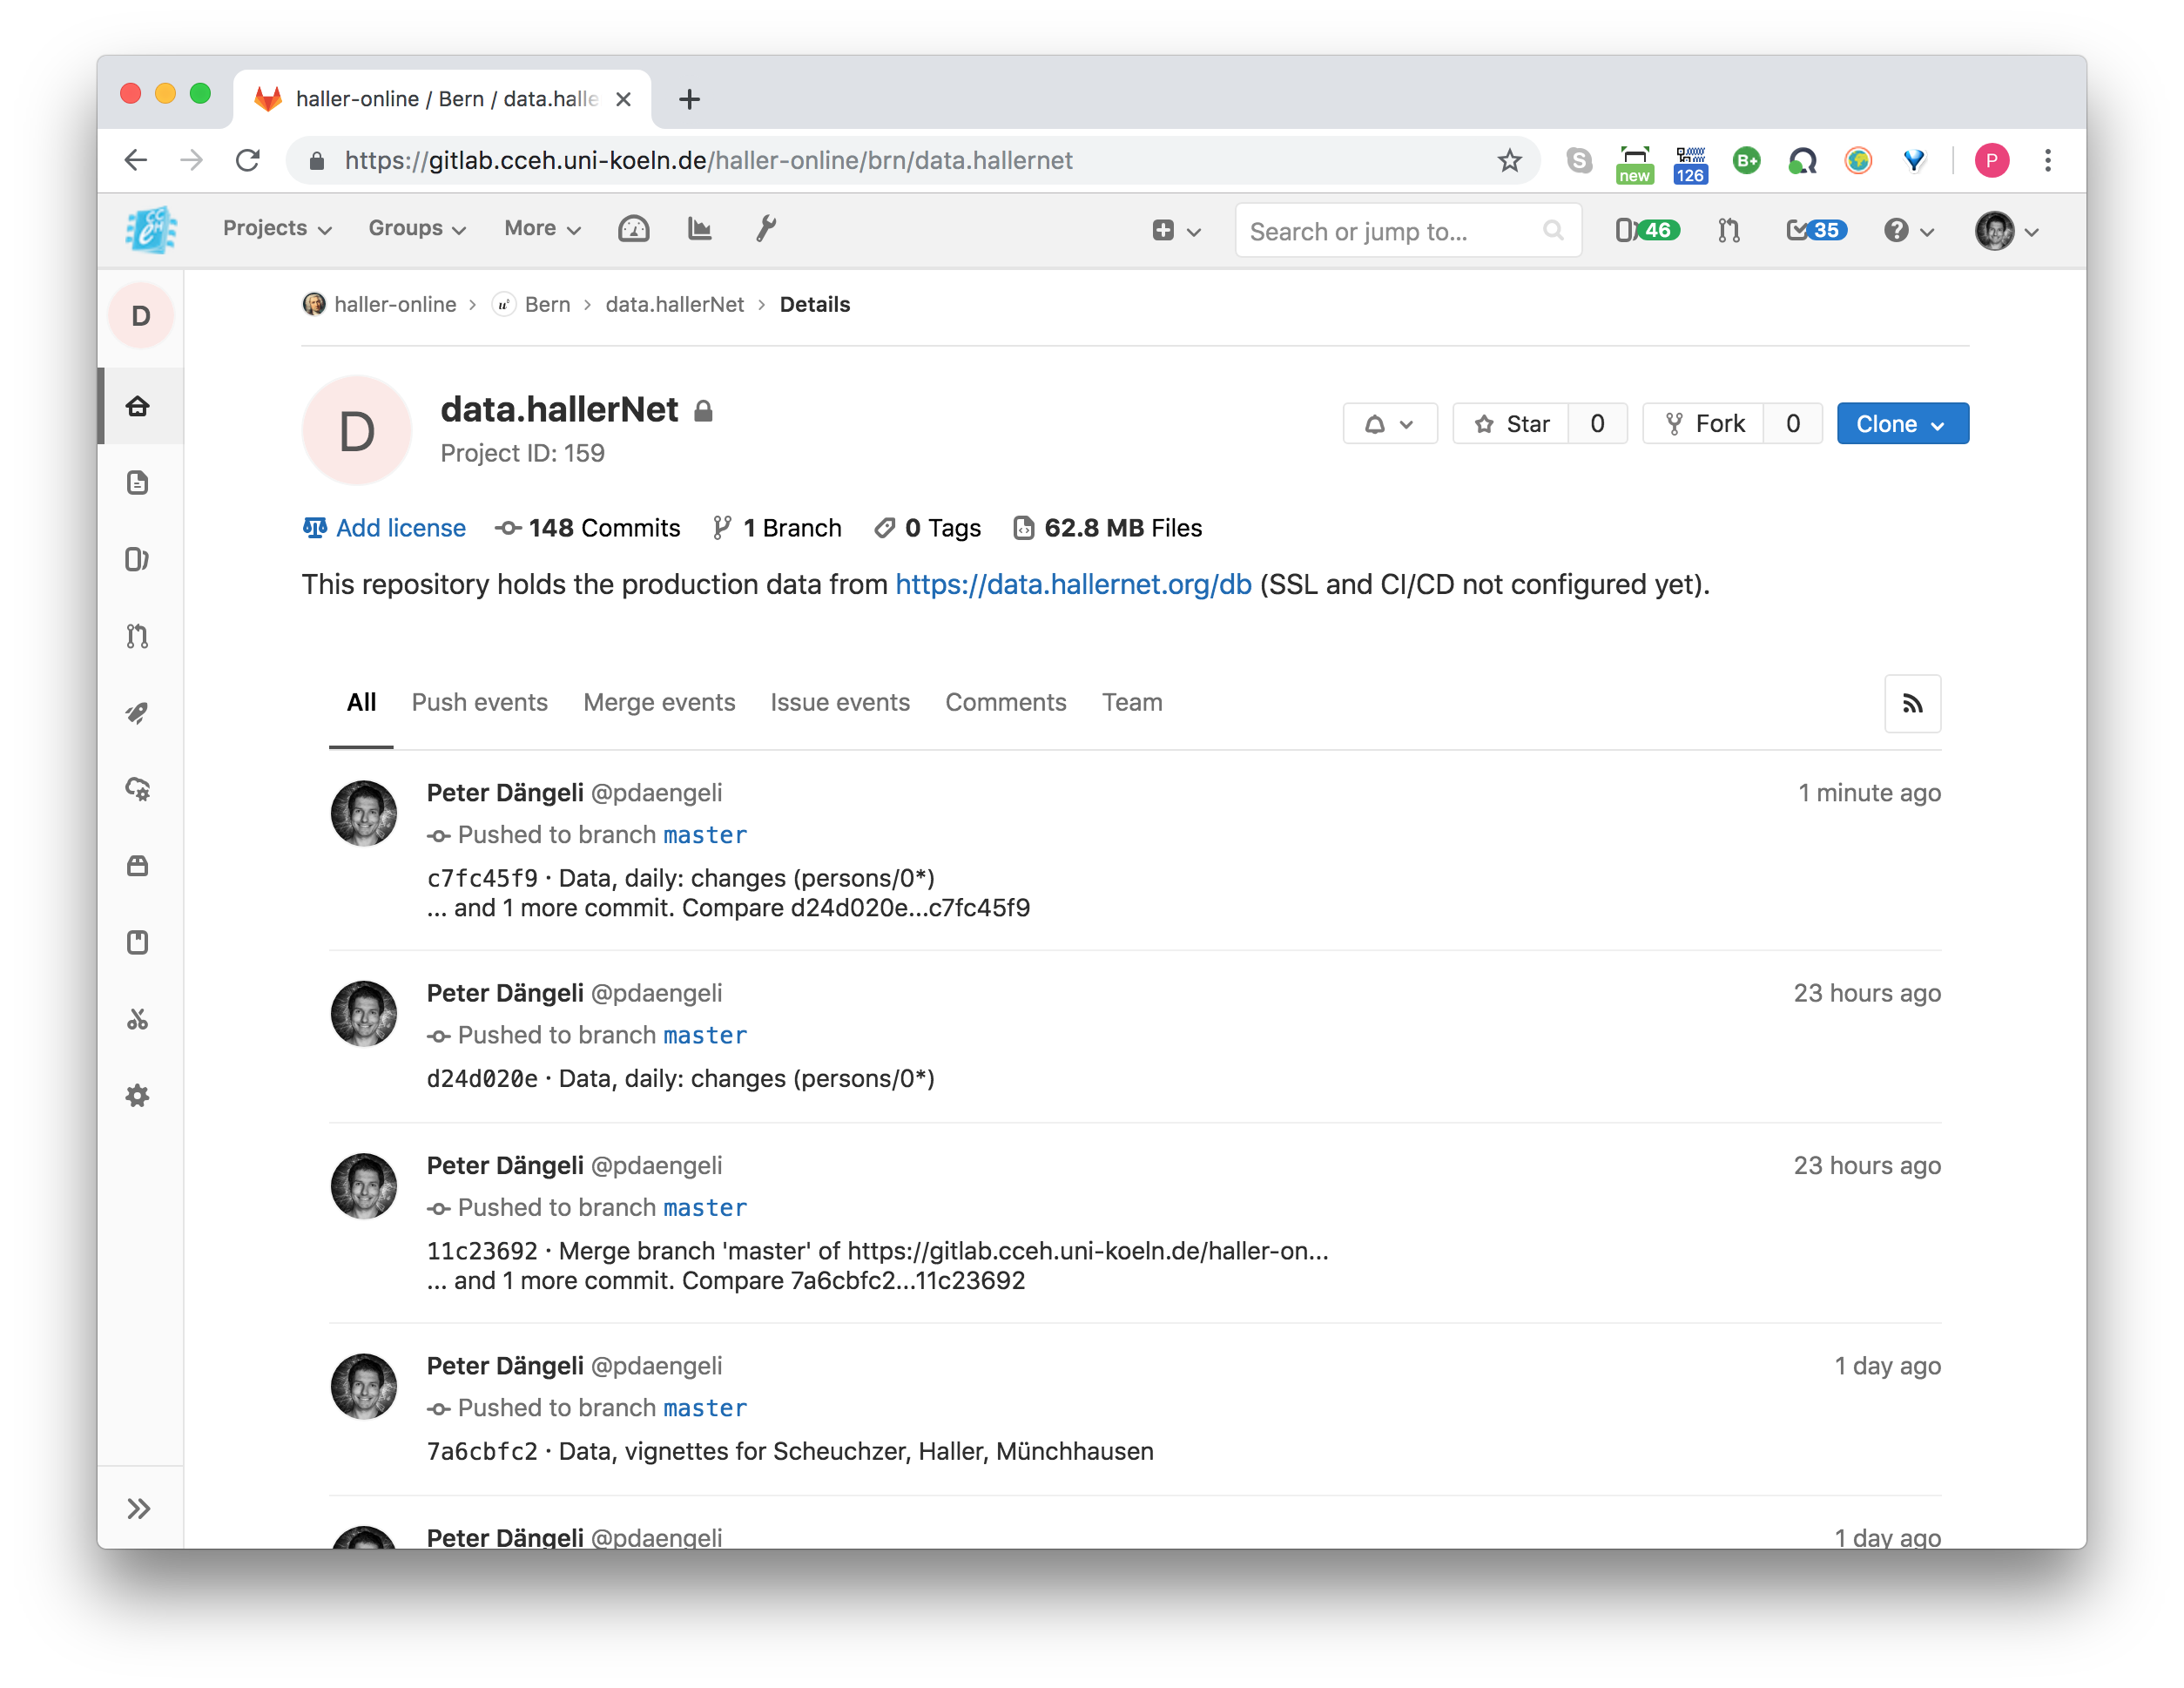 haller-online / Bern / data.halle
https://gitlab.cceh.uni-koeln.de/haller-online/brn/data.hallernet
S
new
126
B+
P
CC
eH
Projects
Groups
More
Search or jump to...
46
35
?
D
haller-online › Bern › data.hallerNet › Details
D
data.hallerNet
Project ID: 159
Star 0
Fork 0
Clone
Add license 148 Commits 1 Branch 0 Tags 62.8 MB Files
This repository holds the production data from https://data.hallernet.org/db (SSL and CI/CD not configured yet).
All Push events Merge events Issue events Comments Team
Peter Dängeli @pdaengeli 1 minute ago
Pushed to branch master
c7fc45f9 · Data, daily: changes (persons/0*)
... and 1 more commit. Compare d24d020e...c7fc45f9
Peter Dängeli @pdaengeli 23 hours ago
Pushed to branch master
d24d020e · Data, daily: changes (persons/0*)
Peter Dängeli @pdaengeli 23 hours ago
Pushed to branch master
11c23692 · Merge branch 'master' of https://gitlab.cceh.uni-koeln.de/haller-on...
... and 1 more commit. Compare 7a6cbfc2...11c23692
Peter Dängeli @pdaengeli 1 day ago
Pushed to branch master
7a6cbfc2 · Data, vignettes for Scheuchzer, Haller, Münchhausen
Peter Dängeli @pdaengeli 1 day ago